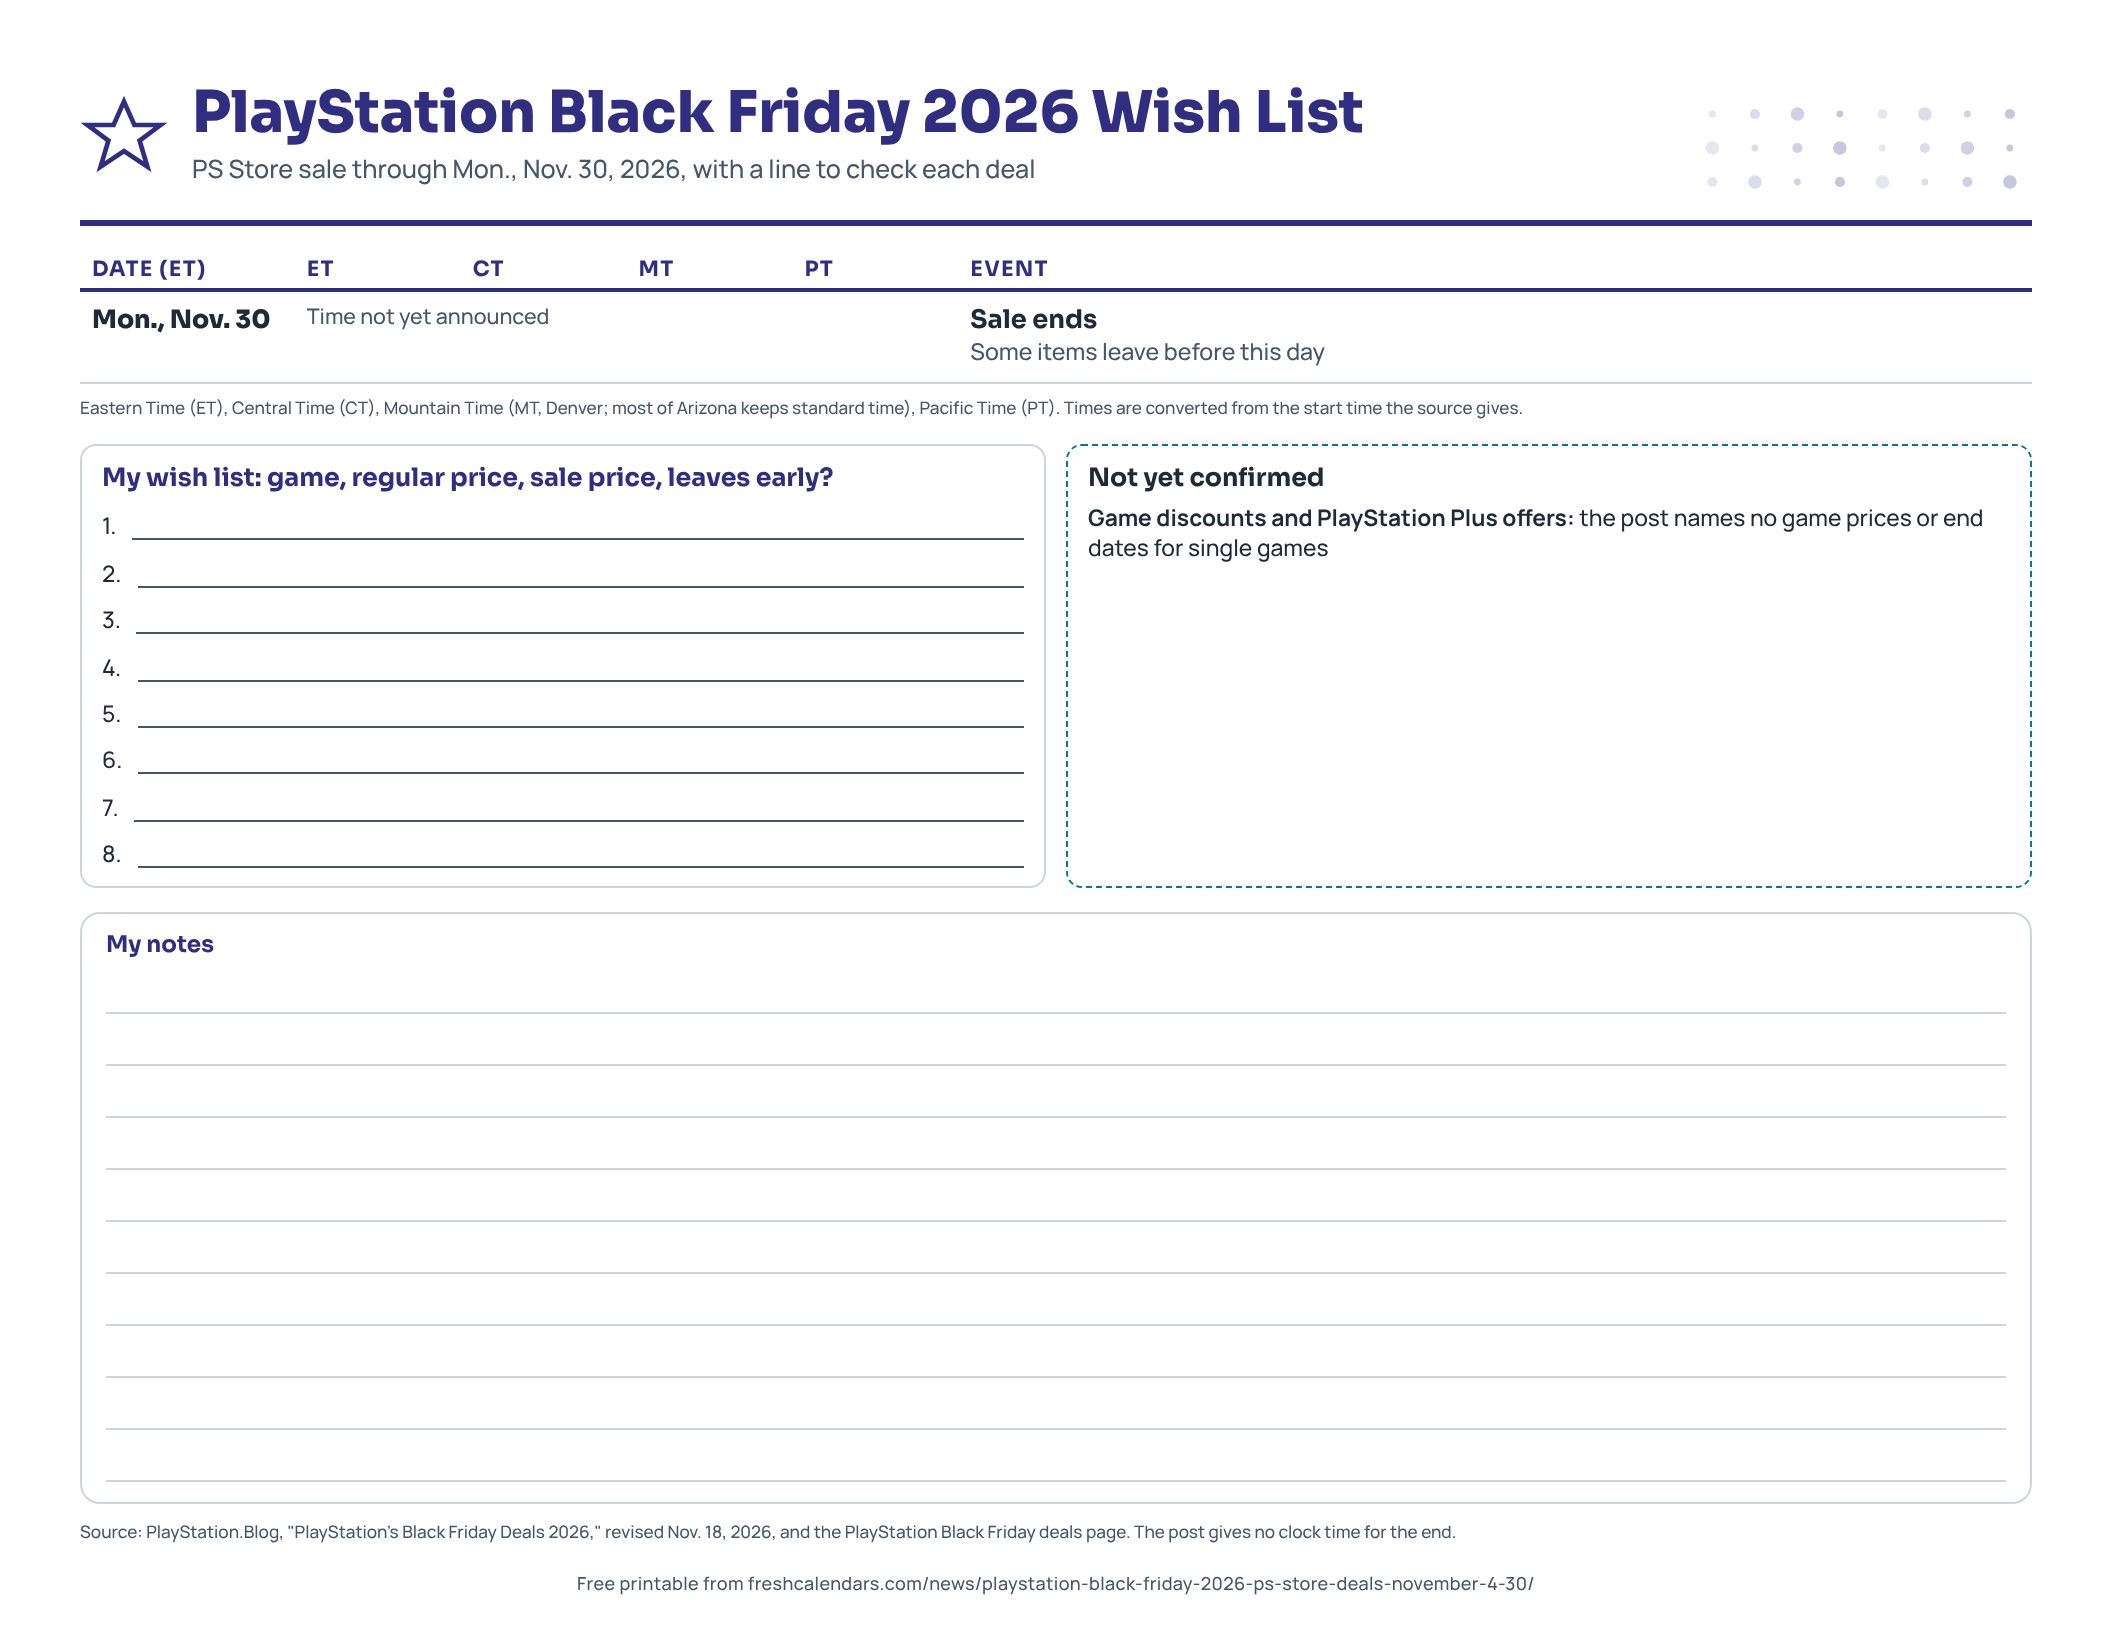 PlayStation Black Friday 2026 Wish List
PS Store sale through Mon., Nov. 30, 2026, with a line to check each deal
DATE (ET) ET CT MT PT EVENT
Mon., Nov. 30 Time not yet announced Sale ends
Some items leave before this day
Eastern Time (ET), Central Time (CT), Mountain Time (MT, Denver; most of Arizona keeps standard time), Pacific Time (PT). Times are converted from the start time the source gives.
My wish list: game, regular price, sale price, leaves early?
1.
2.
3.
4.
5.
6.
7.
8.
Not yet confirmed
Game discounts and PlayStation Plus offers: the post names no game prices or end
dates for single games
My notes
Source: PlayStation.Blog, "PlayStation's Black Friday Deals 2026," revised Nov. 18, 2026, and the PlayStation Black Friday deals page. The post gives no clock time for the end.
Free printable from freshcalendars.com/news/playstation-black-friday-2026-ps-store-deals-november-4-30/